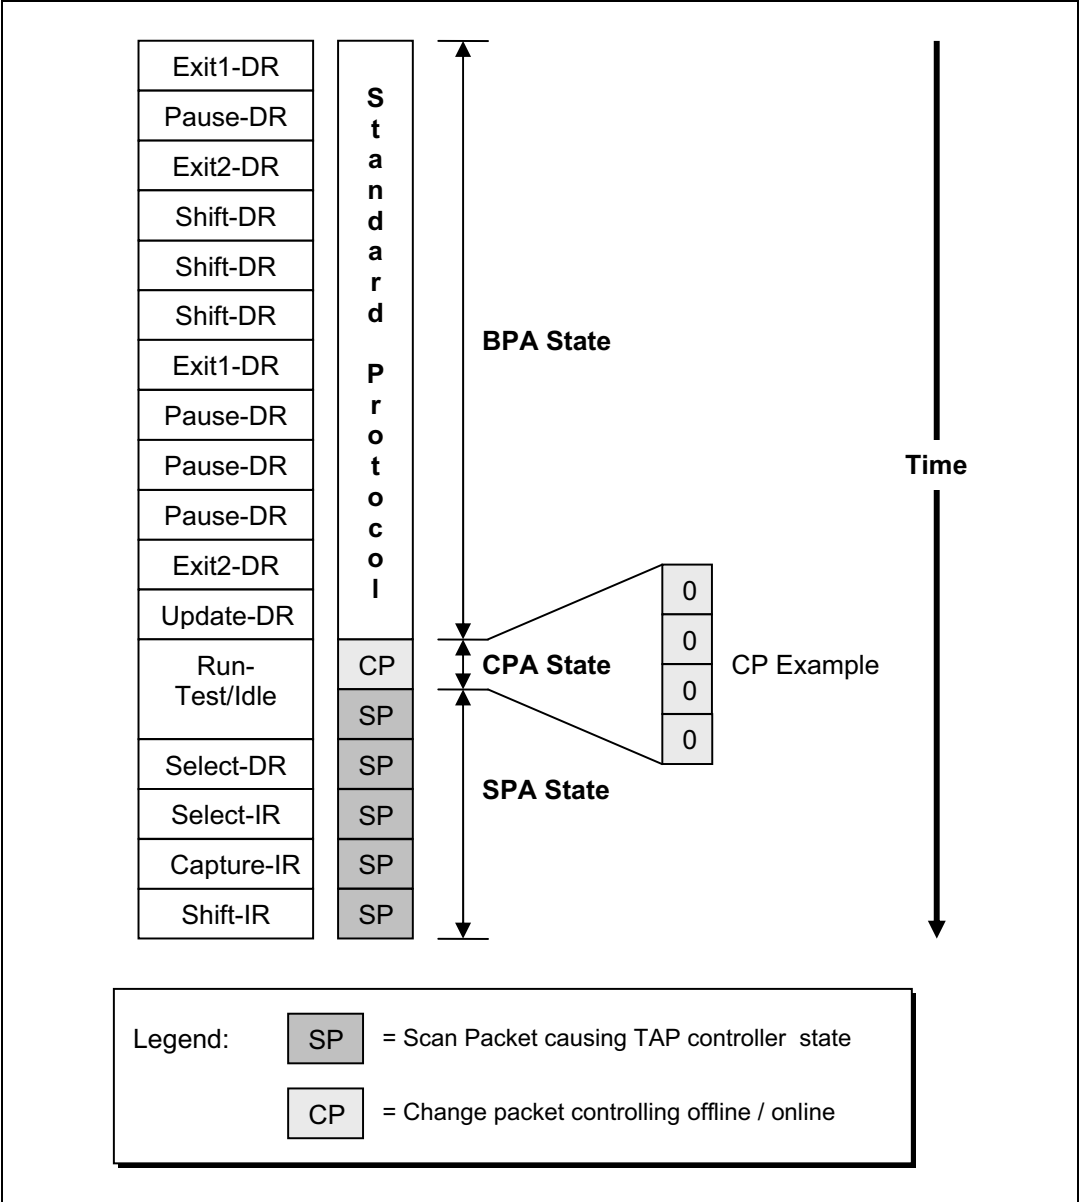 Exit1-DR
Pause-DR
Exit2-DR
Shift-DR
Shift-DR
Shift-DR
Exit1-DR
Pause-DR
Pause-DR
Pause-DR
Exit2-DR
Update-DR
Run-
Test/Idle
Select-DR
Select-IR
Capture-IR
Shift-IR
Standard Protocol
CP
SP
SP
SP
SP
SP
BPA State
CPA State
SPA State
0
0
0
0
CP Example
Time
Legend:
SP = Scan Packet causing TAP controller state
CP = Change packet controlling offline / online